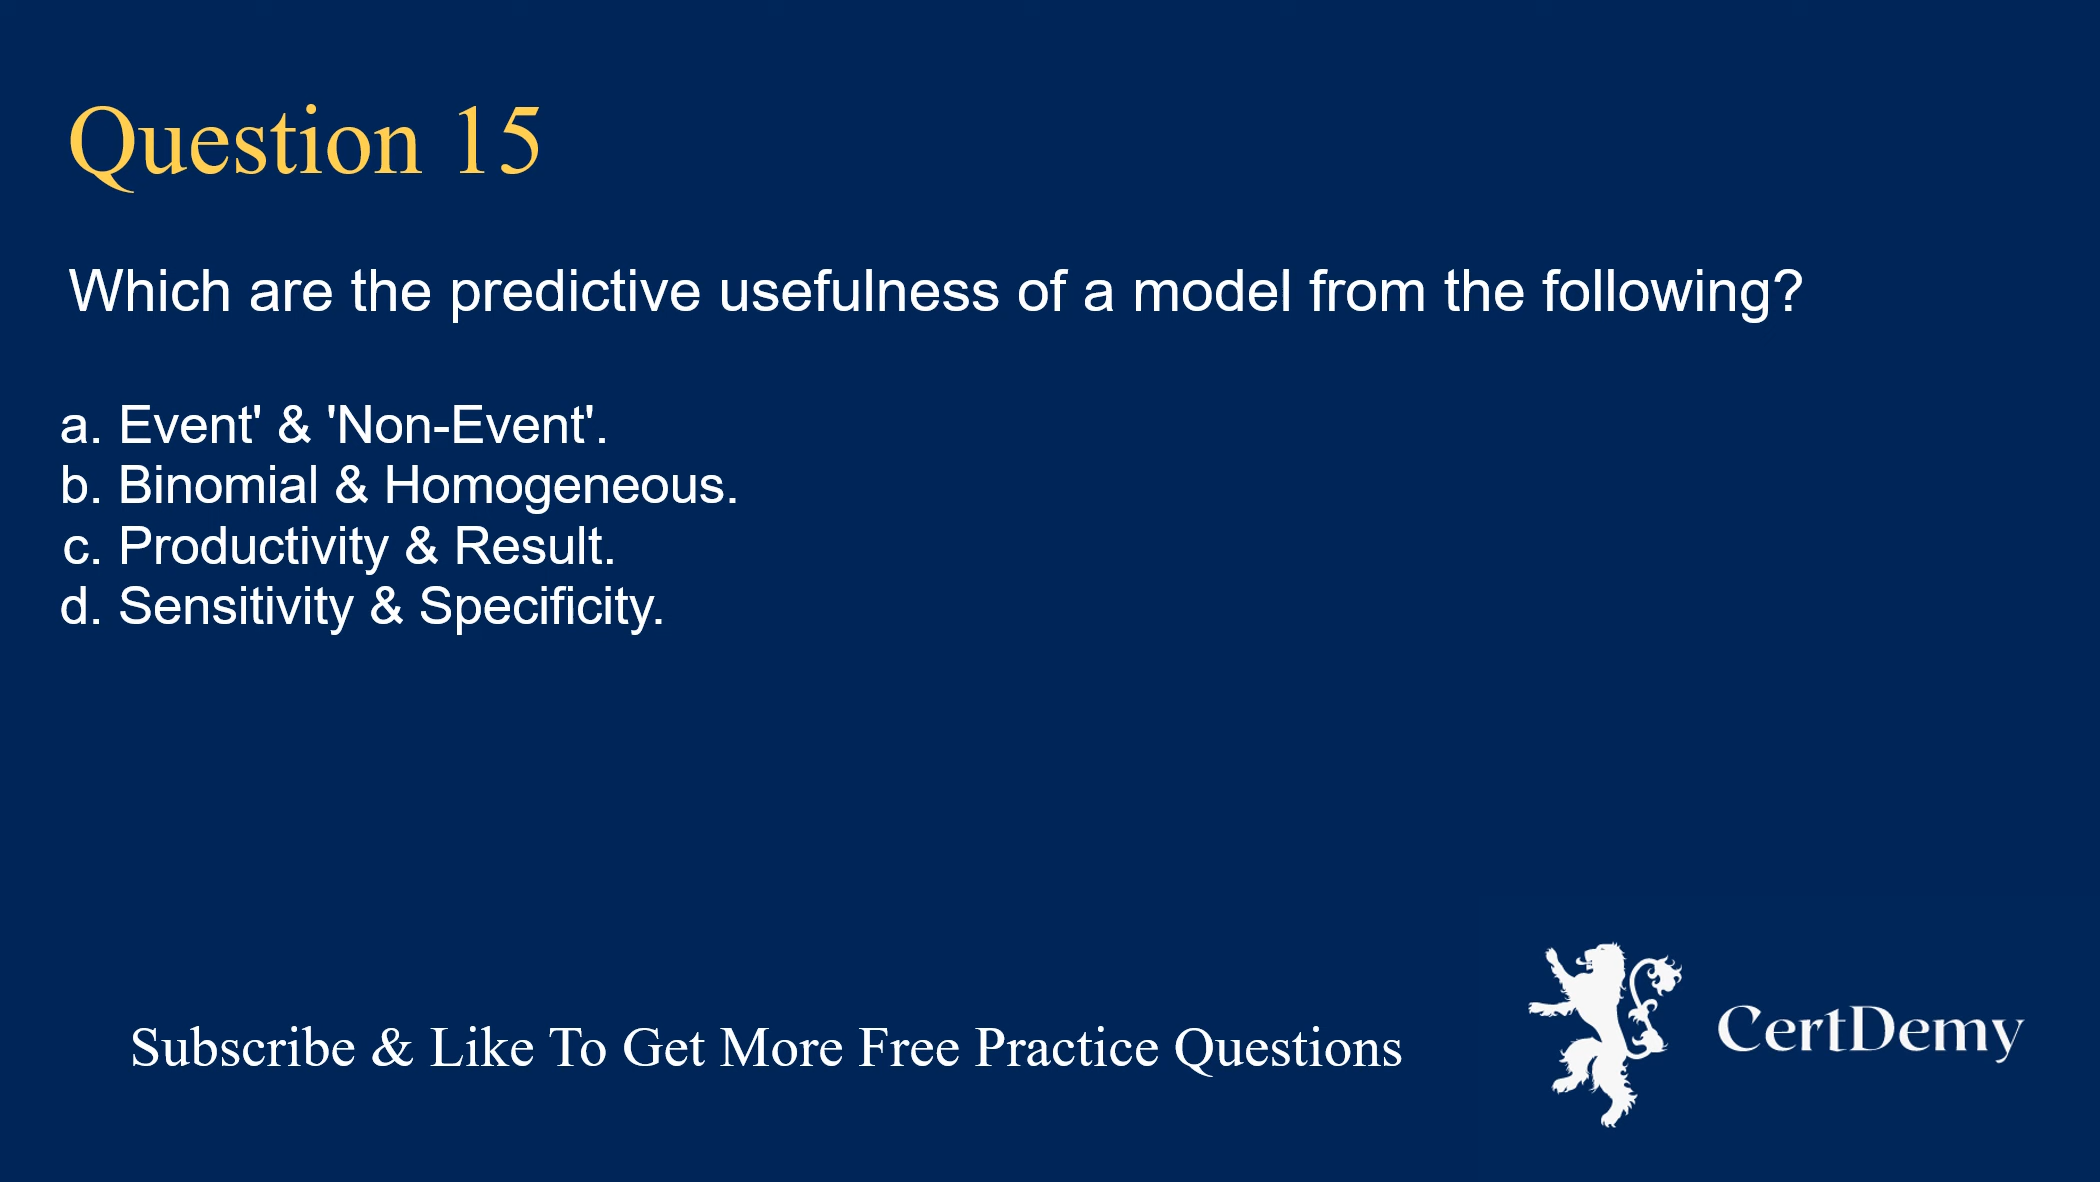 Question 15
Which are the predictive usefulness of a model from the following?
a. Event' & 'Non-Event'.
b. Binomial & Homogeneous.
c. Productivity & Result.
d. Sensitivity & Specificity.
Subscribe & Like To Get More Free Practice Questions
CertDemy